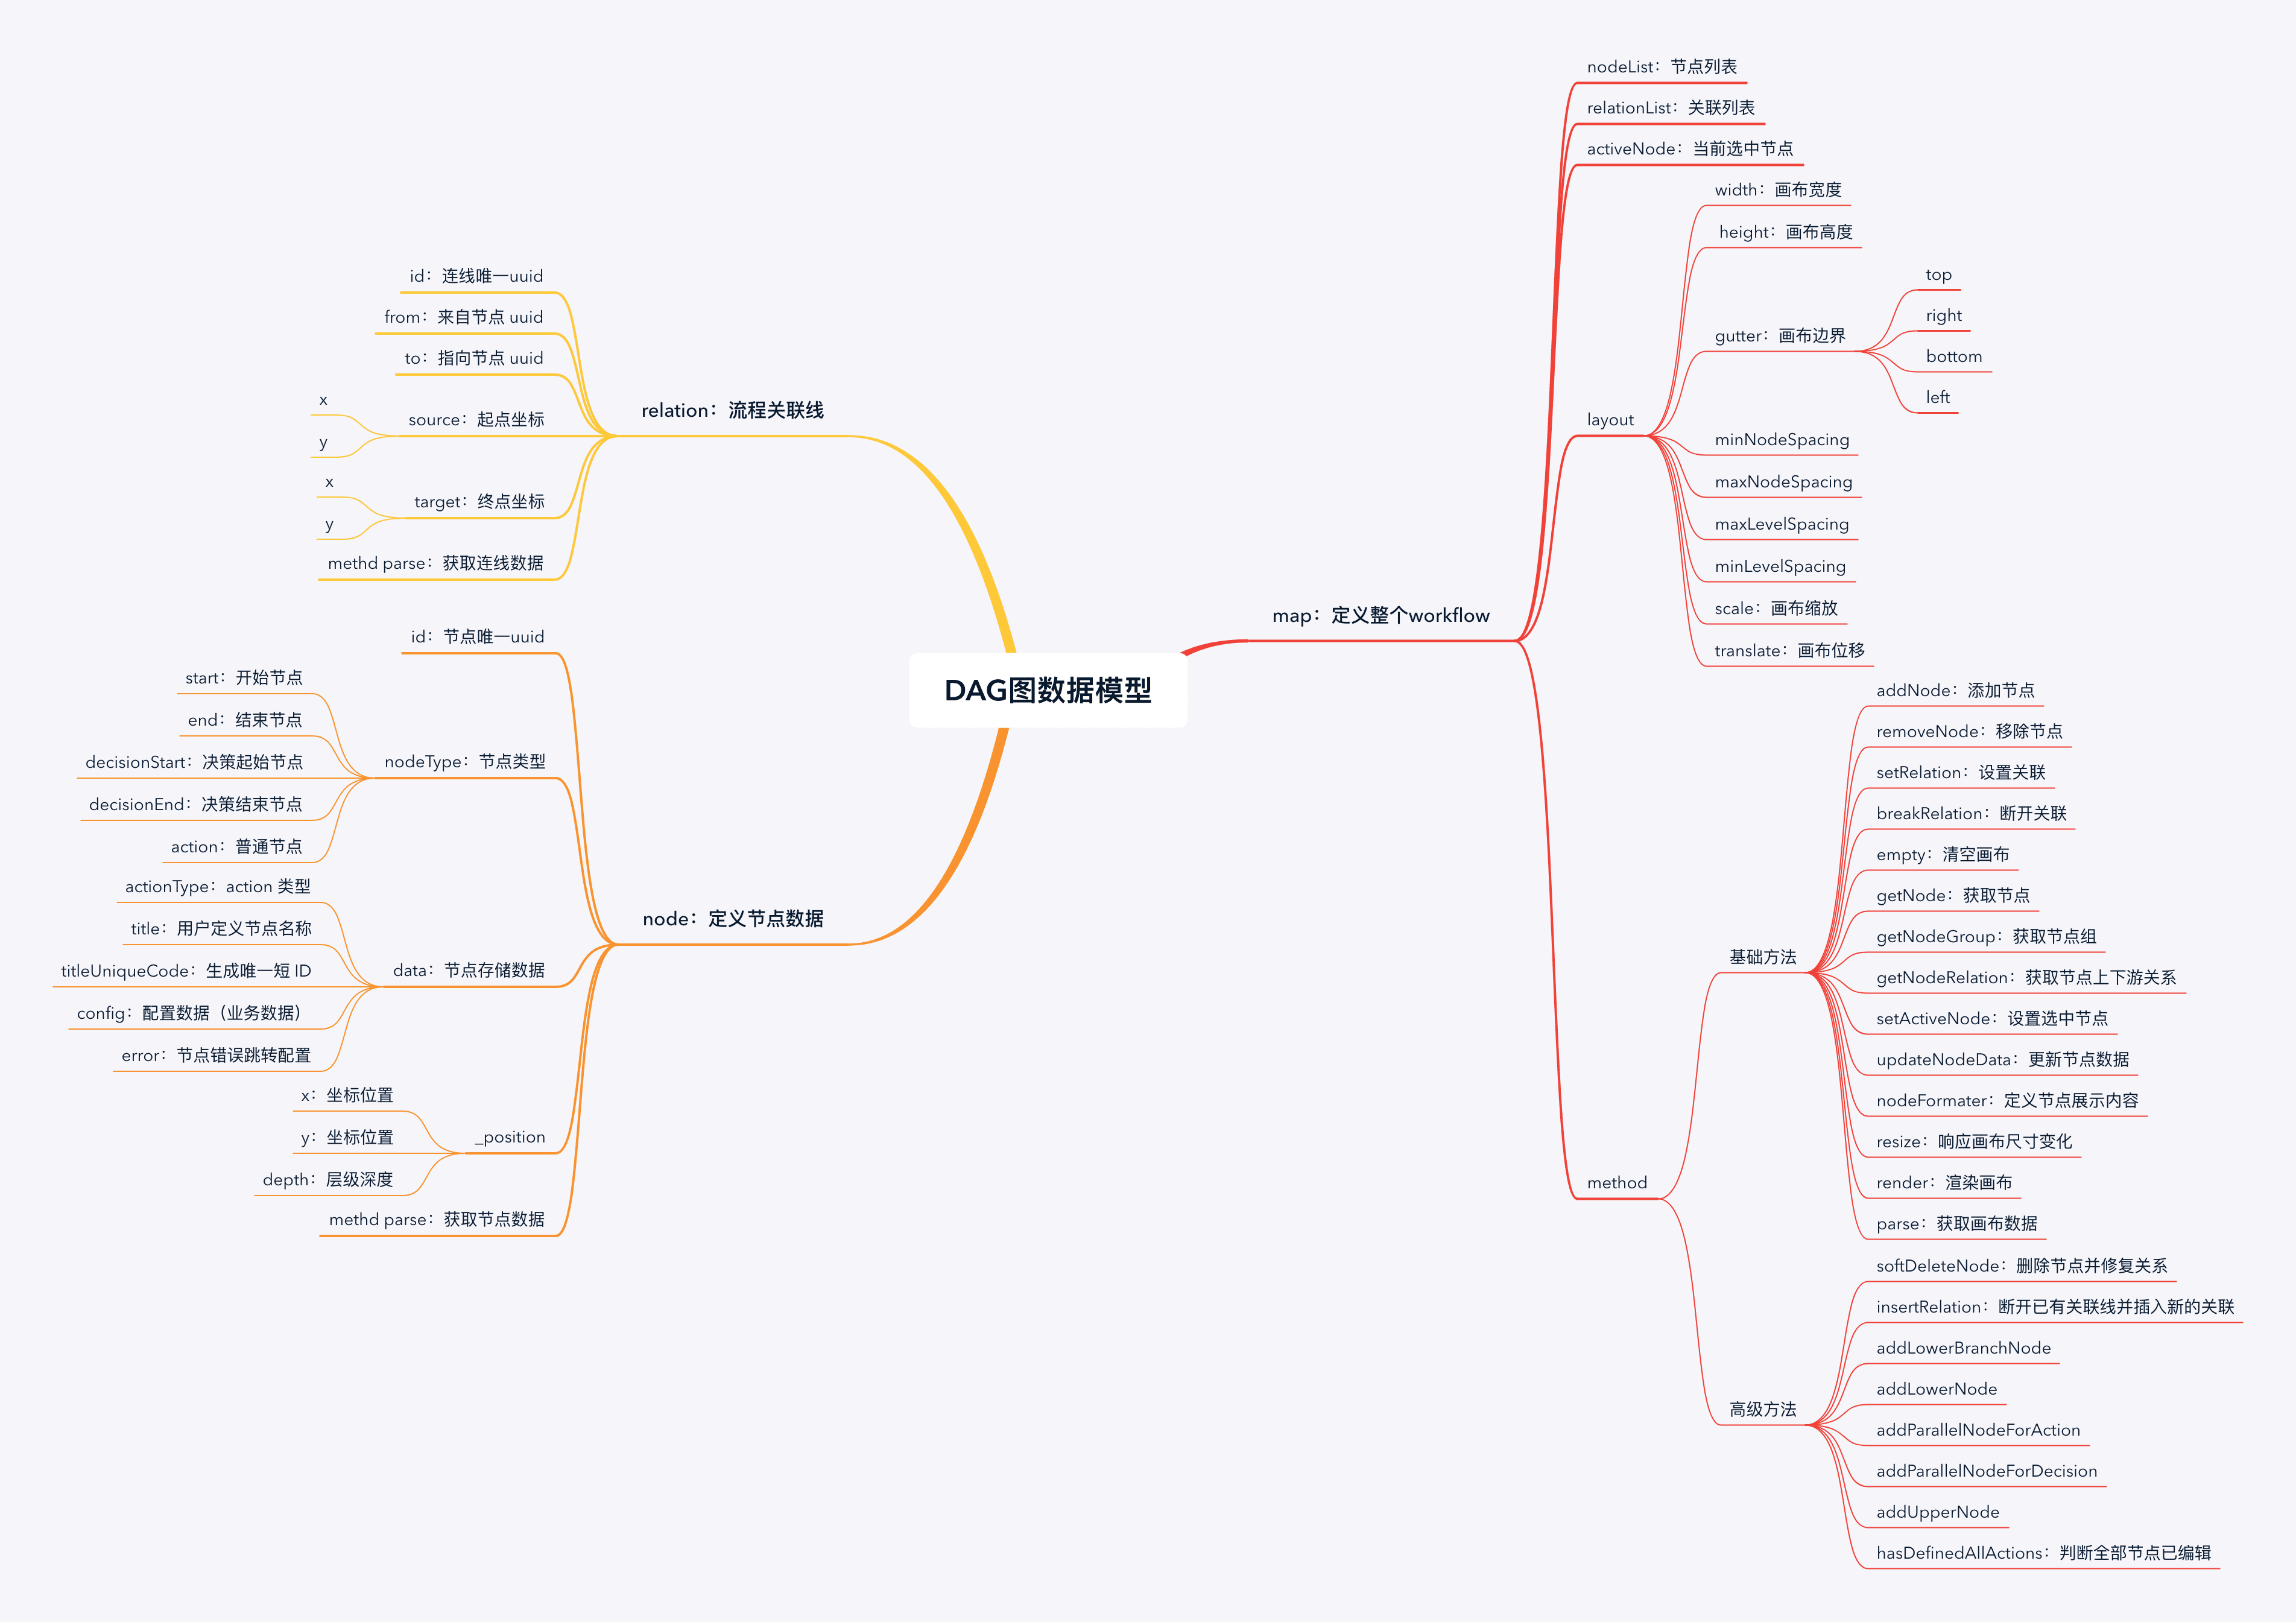 DAG图数据模型
map：定义整个workflow
nodeList：节点列表
relationList：关联列表
activeNode：当前选中节点
layout
width：画布宽度
height：画布高度
gutter：画布边界
top
right
bottom
left
minNodeSpacing
maxNodeSpacing
maxLevelSpacing
minLevelSpacing
scale：画布缩放
translate：画布位移
method
基础方法
addNode：添加节点
removeNode：移除节点
setRelation：设置关联
breakRelation：断开关联
empty：清空画布
getNode：获取节点
getNodeGroup：获取节点组
getNodeRelation：获取节点上下游关系
setActiveNode：设置选中节点
updateNodeData：更新节点数据
nodeFormater：定义节点展示内容
resize：响应画布尺寸变化
render：渲染画布
parse：获取画布数据
高级方法
softDeleteNode：删除节点并修复关系
insertRelation：断开已有关联线并插入新的关联
addLowerBranchNode
addLowerNode
addParallelNodeForAction
addParallelNodeForDecision
addUpperNode
hasDefinedAllActions：判断全部节点已编辑
relation：流程关联线
id：连线唯一uuid
from：来自节点 uuid
to：指向节点 uuid
source：起点坐标
x
y
target：终点坐标
x
y
methd parse：获取连线数据
node：定义节点数据
id：节点唯一uuid
nodeType：节点类型
start：开始节点
end：结束节点
decisionStart：决策起始节点
decisionEnd：决策结束节点
action：普通节点
data：节点存储数据
actionType：action 类型
title：用户定义节点名称
titleUniqueCode：生成唯一短 ID
config：配置数据（业务数据）
error：节点错误跳转配置
_position
x：坐标位置
y：坐标位置
depth：层级深度
methd parse：获取节点数据